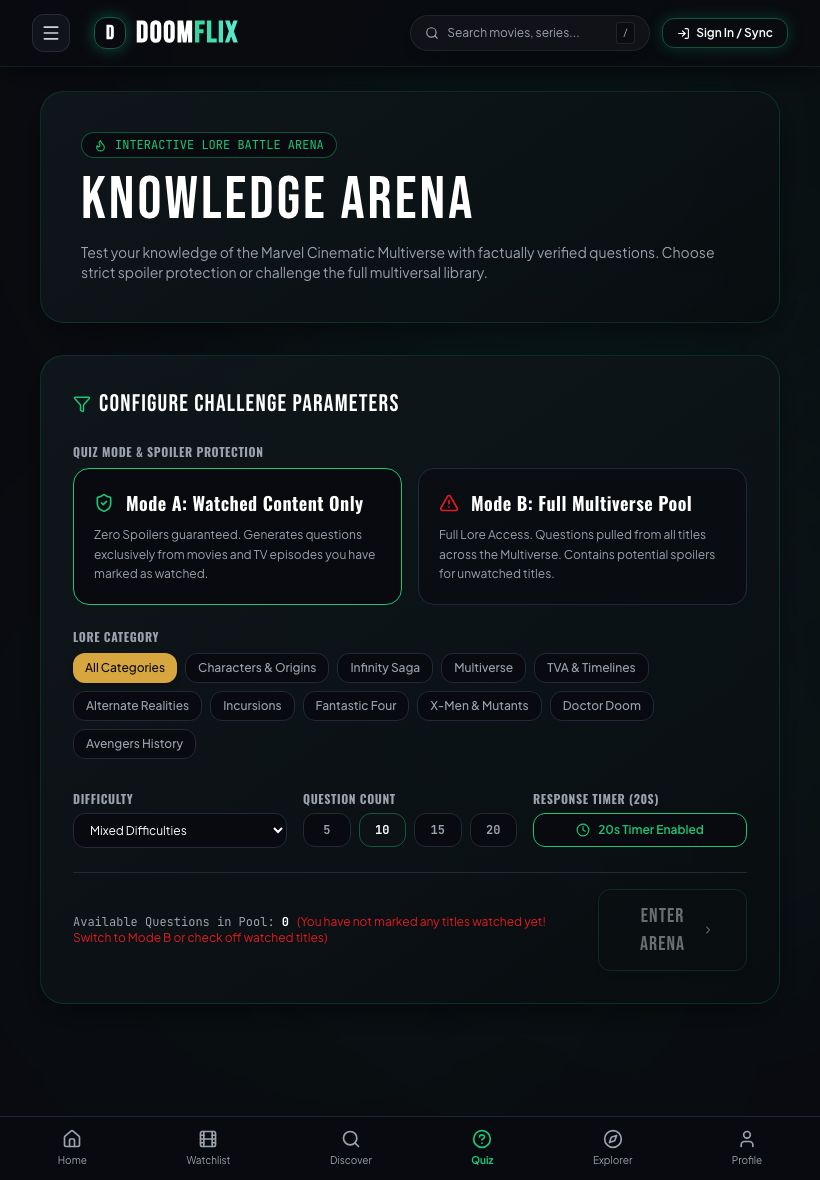 D DOOMFLIX
Search movies, series... /
Sign In / Sync
INTERACTIVE LORE BATTLE ARENA
KNOWLEDGE ARENA
Test your knowledge of the Marvel Cinematic Multiverse with factually verified questions. Choose
strict spoiler protection or challenge the full multiversal library.
CONFIGURE CHALLENGE PARAMETERS
QUIZ MODE & SPOILER PROTECTION
Mode A: Watched Content Only
Zero Spoilers guaranteed. Generates questions
exclusively from movies and TV episodes you have
marked as watched.
Mode B: Full Multiverse Pool
Full Lore Access. Questions pulled from all titles
across the Multiverse. Contains potential spoilers
for unwatched titles.
LORE CATEGORY
All Categories Characters & Origins Infinity Saga Multiverse TVA & Timelines
Alternate Realities Incursions Fantastic Four X-Men & Mutants Doctor Doom
Avengers History
DIFFICULTY
Mixed Difficulties
QUESTION COUNT
5 10 15 20
RESPONSE TIMER (20S)
20s Timer Enabled
Available Questions in Pool: 0 (You have not marked any titles watched yet!
Switch to Mode B or check off watched titles)
ENTER
ARENA
Home Watchlist Discover Quiz Explorer Profile